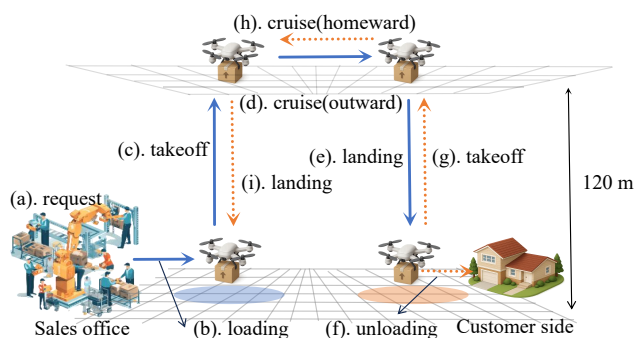 (h). cruise(homeward)
(d). cruise(outward)
(c). takeoff
(e). landing
(g). takeoff
(i). landing
120 m
(a). request
Sales office
(b). loading
(f). unloading
Customer side